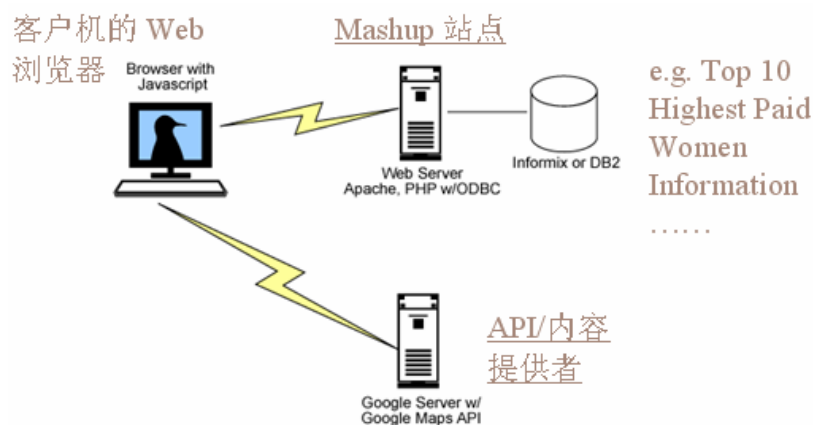 客户机的 Web
浏览器
Browser with
Javascript
Mashup 站点
Web Server
Apache, PHP w/ODBC
Informix or DB2
e.g. Top 10
Highest Paid
Women
Information
……
API/内容
提供者
Google Server w/
Google Maps API